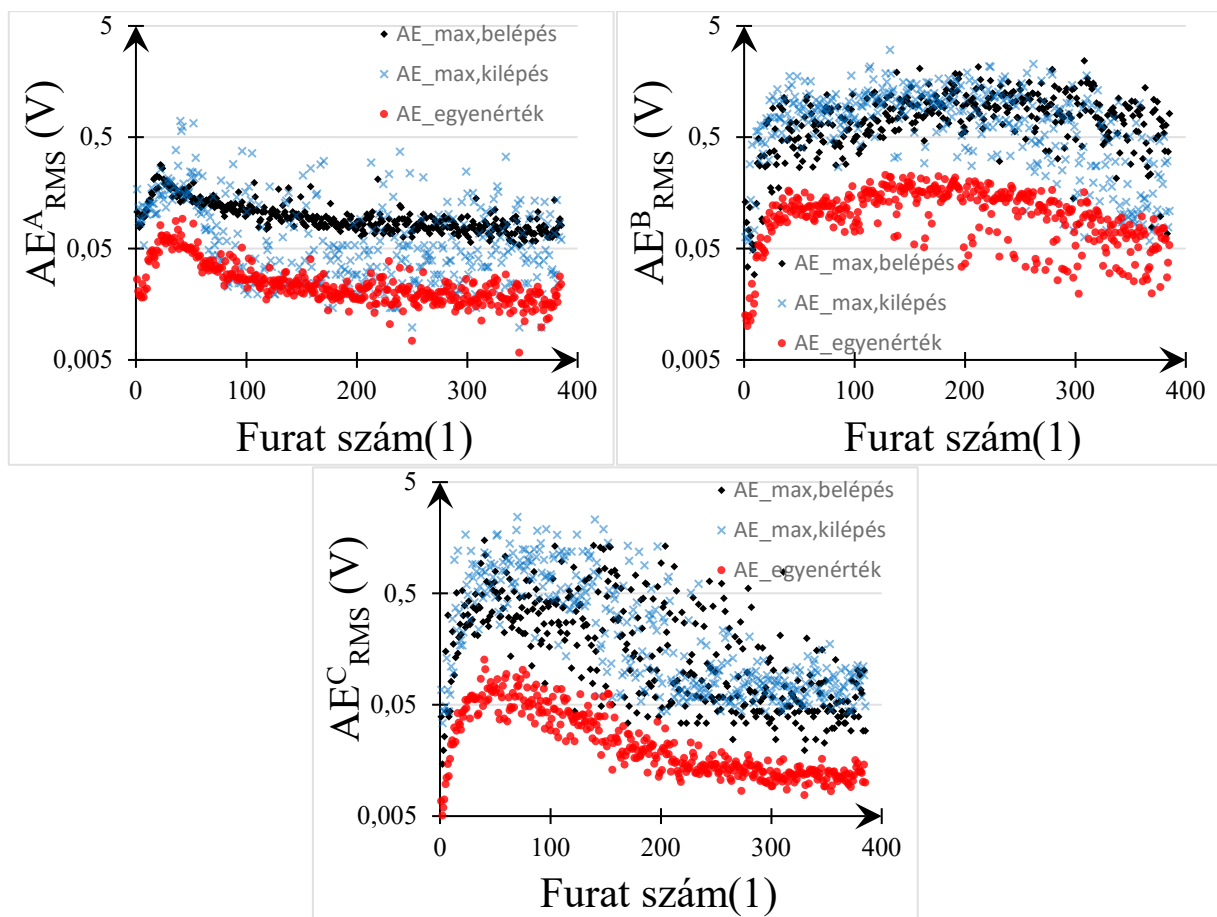 AE^A_RMS (V)
5
0,5
0,05
0,005
0 100 200 300 400
Furat szám(1)
AE_max,belépés
AE_max,kilépés
AE_egyenérték
AE^B_RMS (V)
5
0,5
0,05
0,005
0 100 200 300 400
Furat szám(1)
AE_max,belépés
AE_max,kilépés
AE_egyenérték
AE^C_RMS (V)
5
0,5
0,05
0,005
0 100 200 300 400
Furat szám(1)
AE_max,belépés
AE_max,kilépés
AE_egyenérték